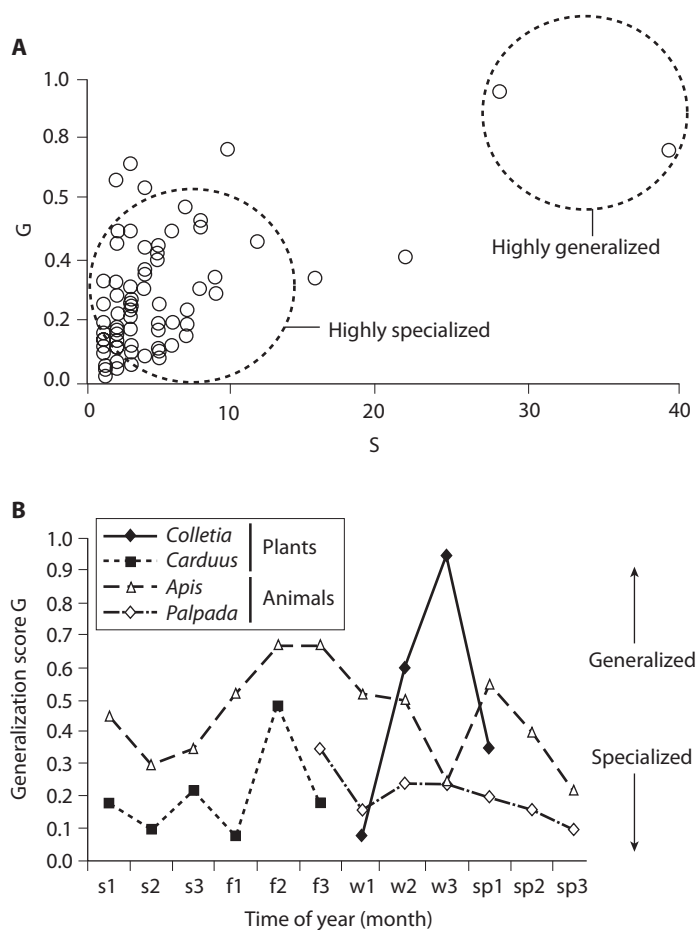 A
1.0
0.8
0.5
0.4
0.2
0.0
G
0 10 20 30 40
S
Highly generalized
Highly specialized
B
Colletia
Carduus
Plants
Apis
Palpada
Animals
1.0
0.9
0.8
0.7
0.6
0.5
0.4
0.3
0.2
0.1
0.0
Generalization score G
Generalized
Specialized
s1 s2 s3 f1 f2 f3 w1 w2 w3 sp1 sp2 sp3
Time of year (month)